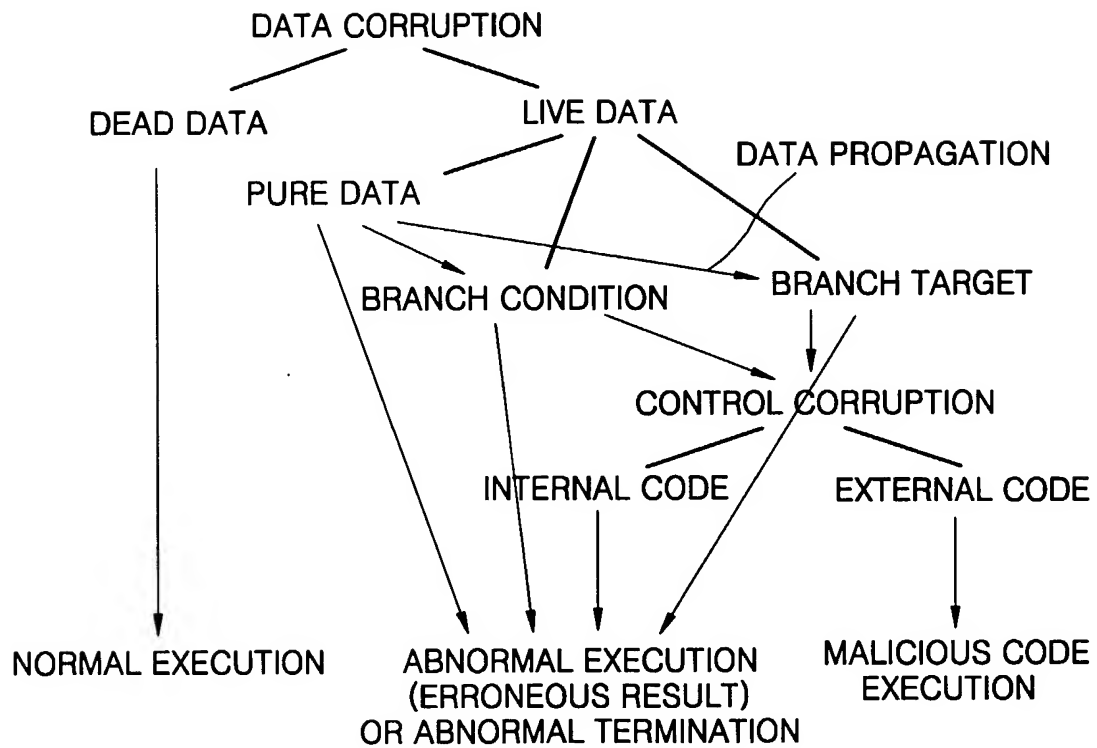 DATA CORRUPTION
DEAD DATA
LIVE DATA
DATA PROPAGATION
PURE DATA
BRANCH CONDITION
BRANCH TARGET
CONTROL CORRUPTION
INTERNAL CODE
EXTERNAL CODE
NORMAL EXECUTION
ABNORMAL EXECUTION
(ERRONEOUS RESULT)
OR ABNORMAL TERMINATION
MALICIOUS CODE
EXECUTION